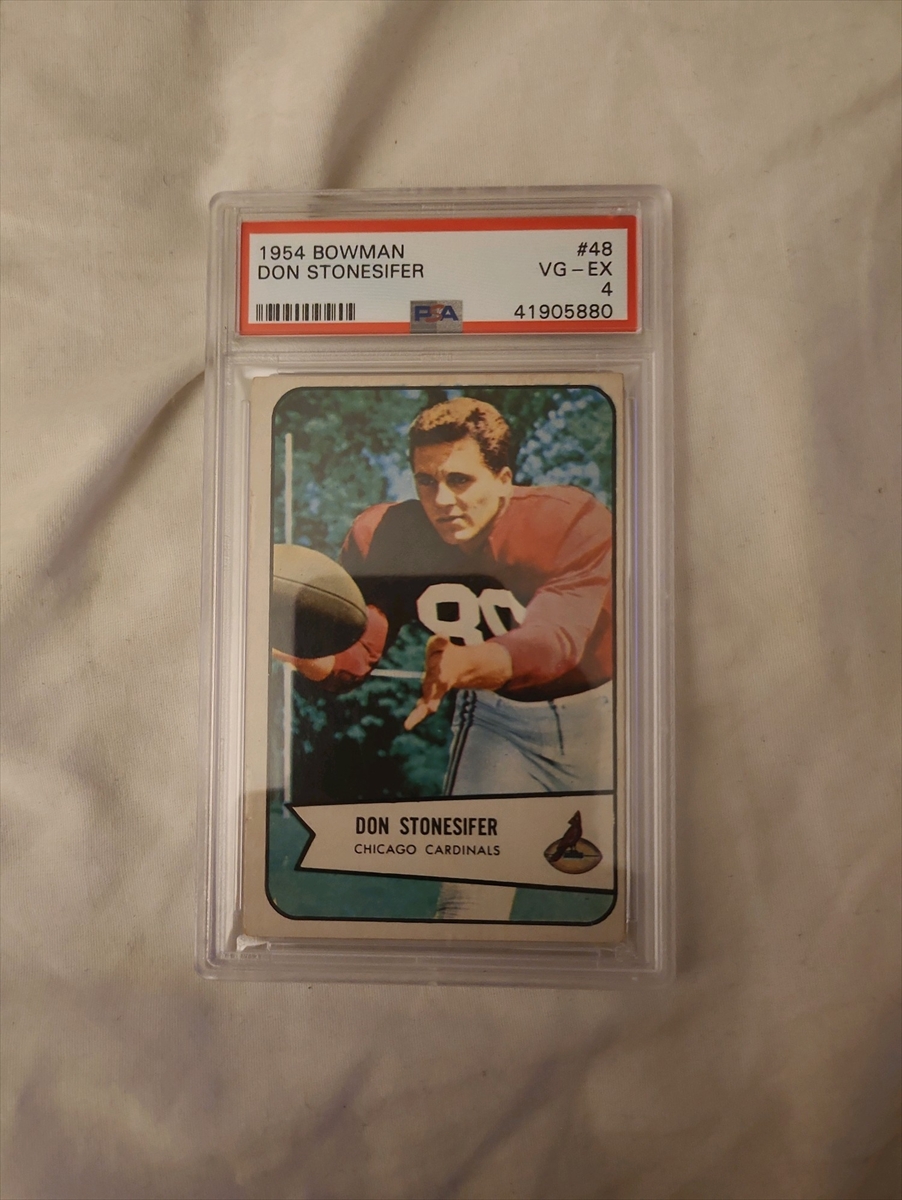 1954 BOWMAN #48
DON STONESIFER VG-EX
4
PSA 41905880
80
DON STONESIFER
CHICAGO CARDINALS